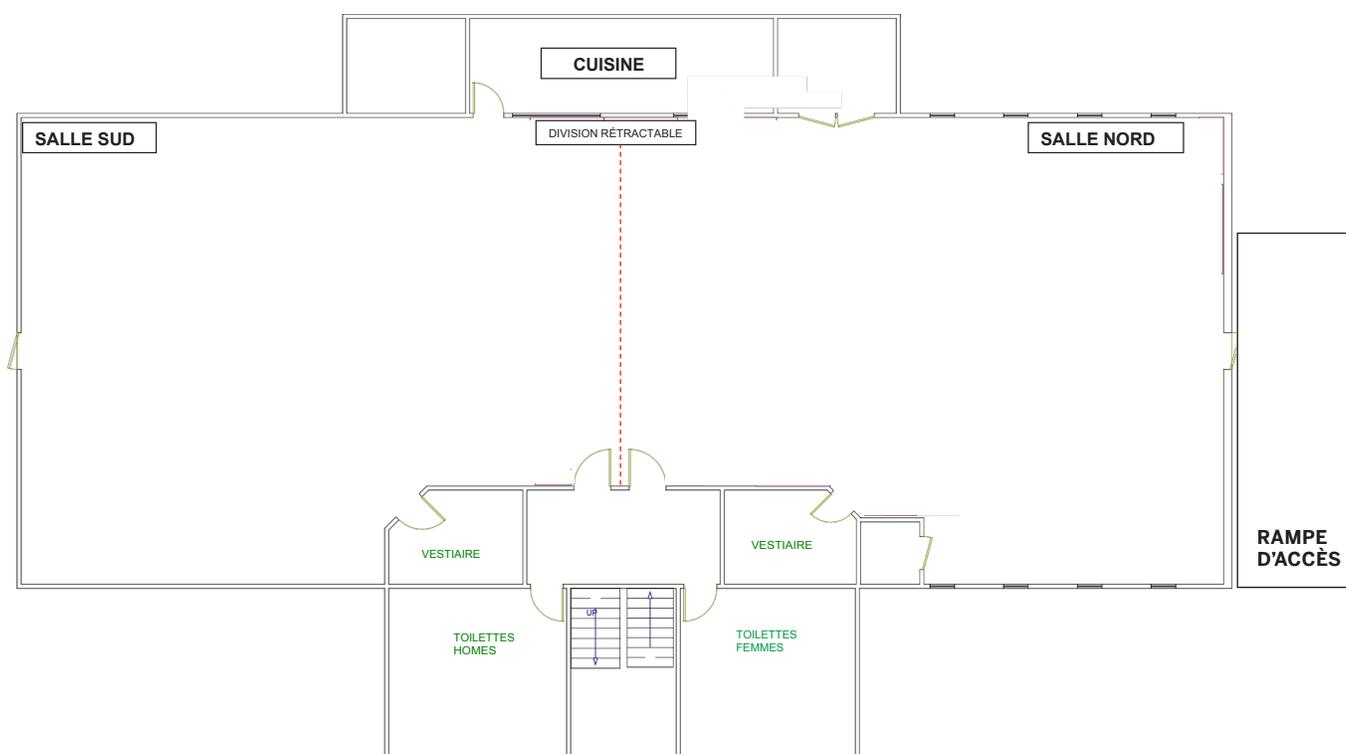 CUISINE
DIVISION RÉTRACTABLE
SALLE SUD
SALLE NORD
RAMPE
D'ACCÈS
VESTIAIRE
VESTIAIRE
UP
TOILETTES
HOMES
TOILETTES
FEMMES